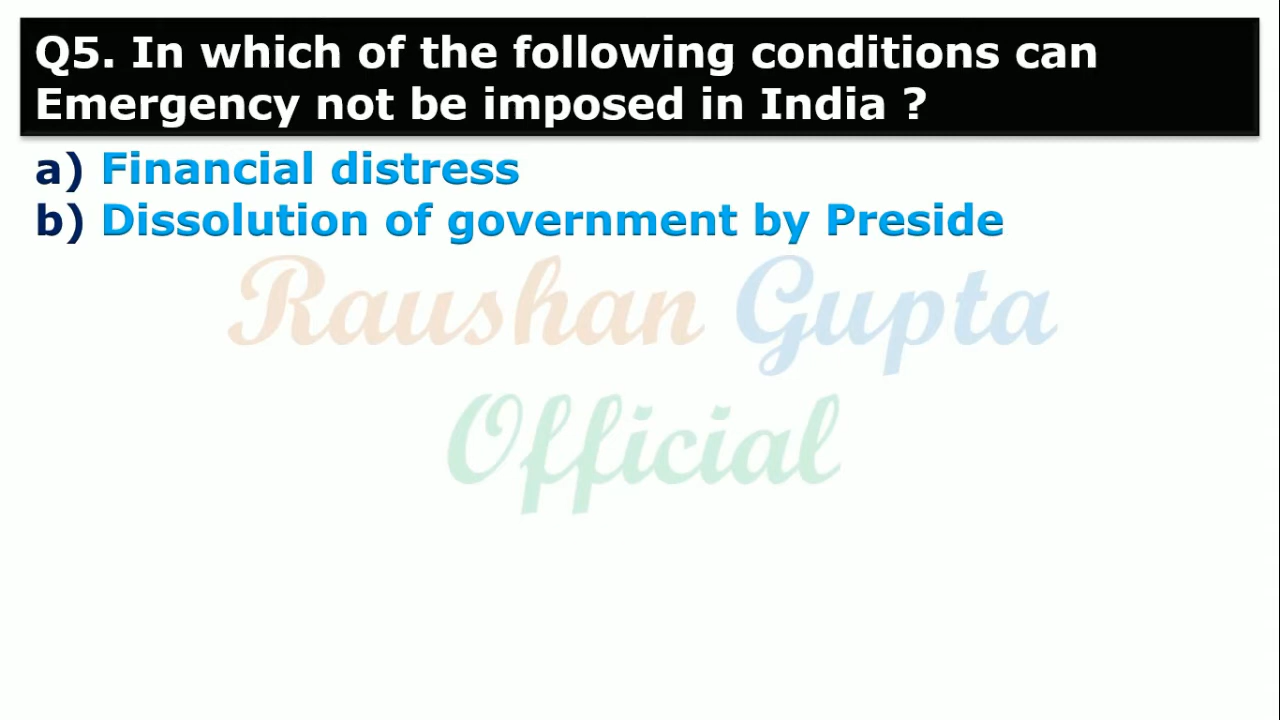 Q5. In which of the following conditions can
Emergency not be imposed in India ?
a) Financial distress
b) Dissolution of government by Preside
Raushan Gupta
Official